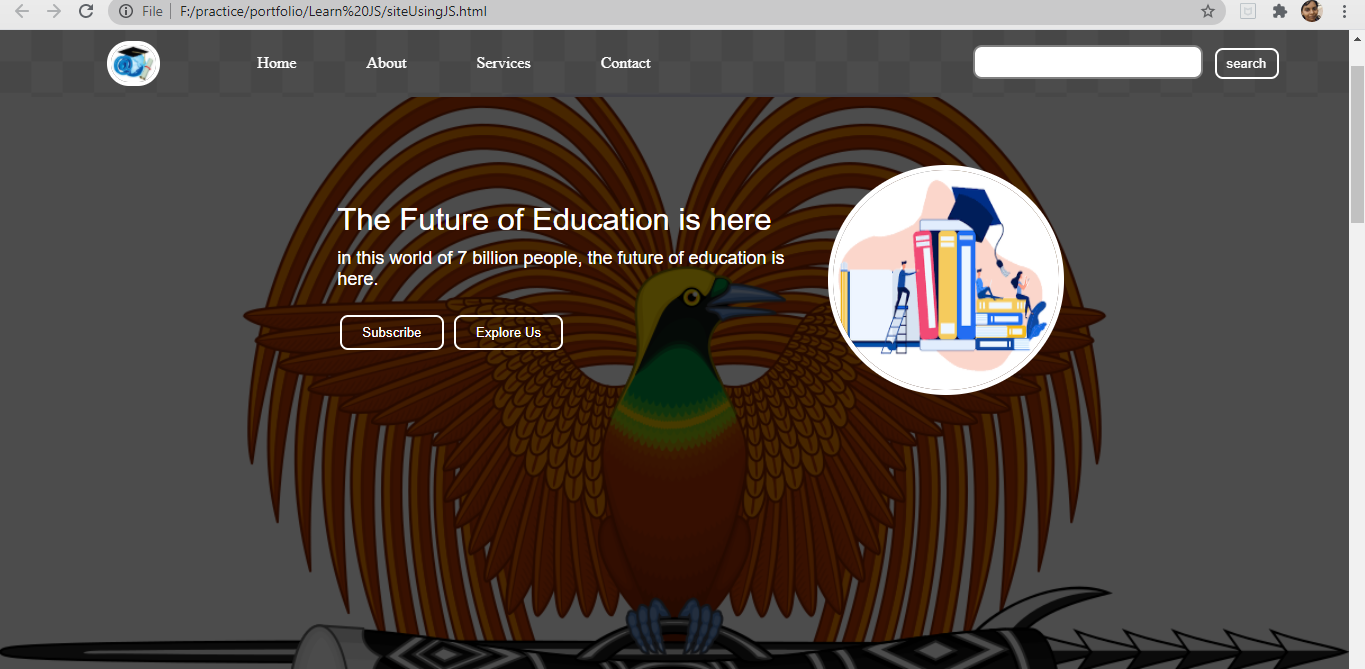 File | F:/practice/portfolio/Learn%20JS/siteUsingJS.html
Home About Services Contact search
The Future of Education is here
in this world of 7 billion people, the future of education is
here.
Subscribe Explore Us